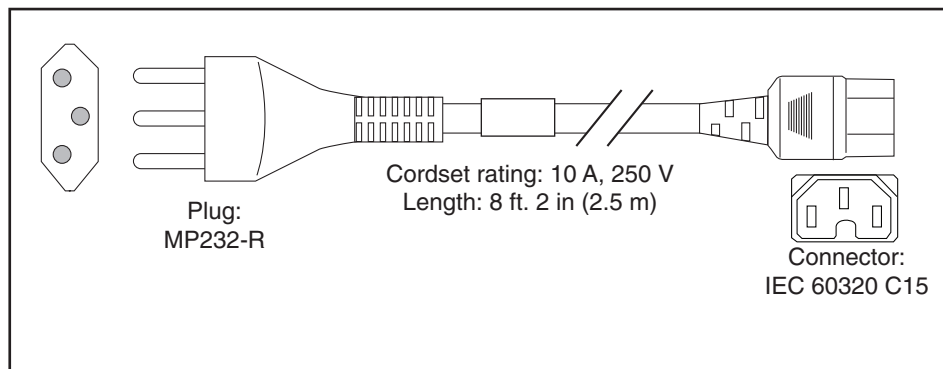 Cordset rating: 10 A, 250 V
Length: 8 ft. 2 in (2.5 m)
Plug:
MP232-R
Connector:
IEC 60320 C15